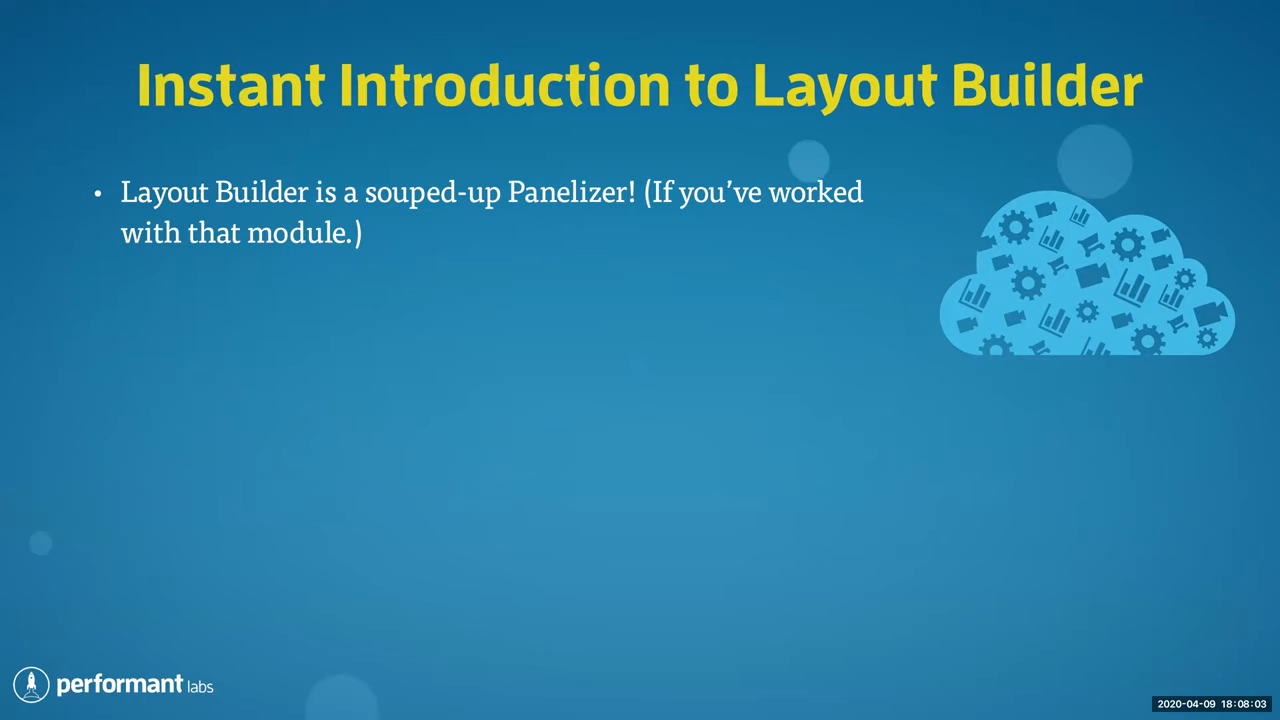 Instant Introduction to Layout Builder
• Layout Builder is a souped-up Panelizer! (If you’ve worked
with that module.)
performant labs
2020-04-09 18:08:03